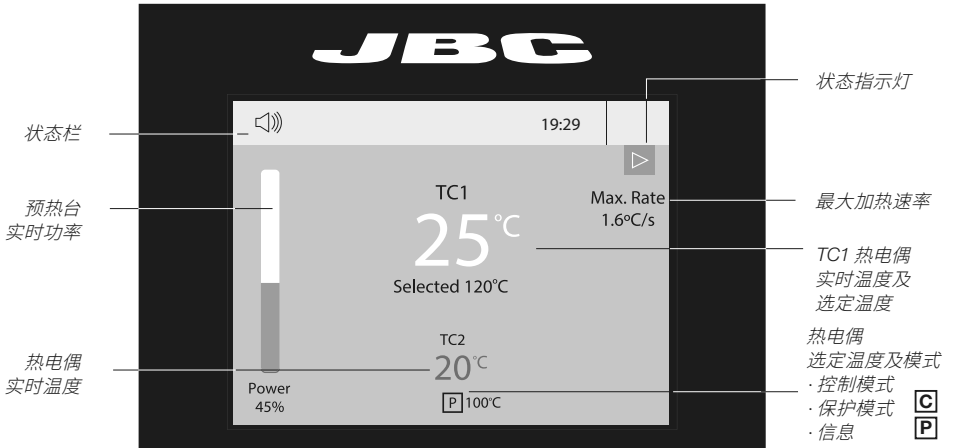 JBC
状态栏
预热台
实时功率
热电偶
实时温度
19:29
TC1
25℃
Selected 120°C
Max. Rate
1.6ºC/s
TC2
20℃
P 100°C
Power
45%
状态指示灯
最大加热速率
TC1 热电偶
实时温度及
选定温度
热电偶
选定温度及模式
· 控制模式
· 保护模式 C
· 信息 P